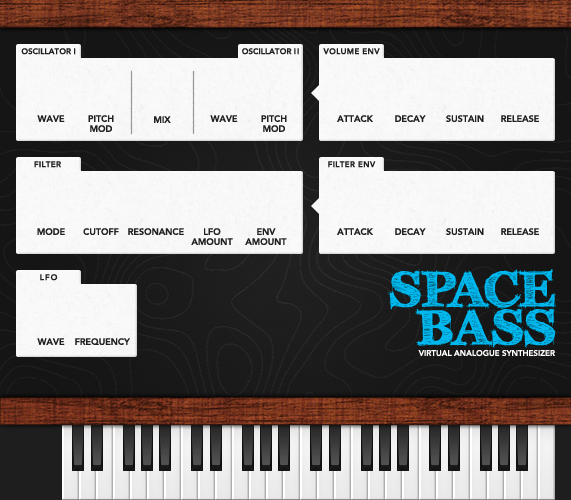 OSCILLATOR I
OSCILLATOR II
WAVE
PITCH
MOD
MIX
WAVE
PITCH
MOD
VOLUME ENV
ATTACK DECAY SUSTAIN RELEASE
FILTER
MODE CUTOFF RESONANCE LFO
AMOUNT
ENV
AMOUNT
FILTER ENV
ATTACK DECAY SUSTAIN RELEASE
LFO
WAVE FREQUENCY
SPACE
BASS
VIRTUAL ANALOGUE SYNTHESIZER